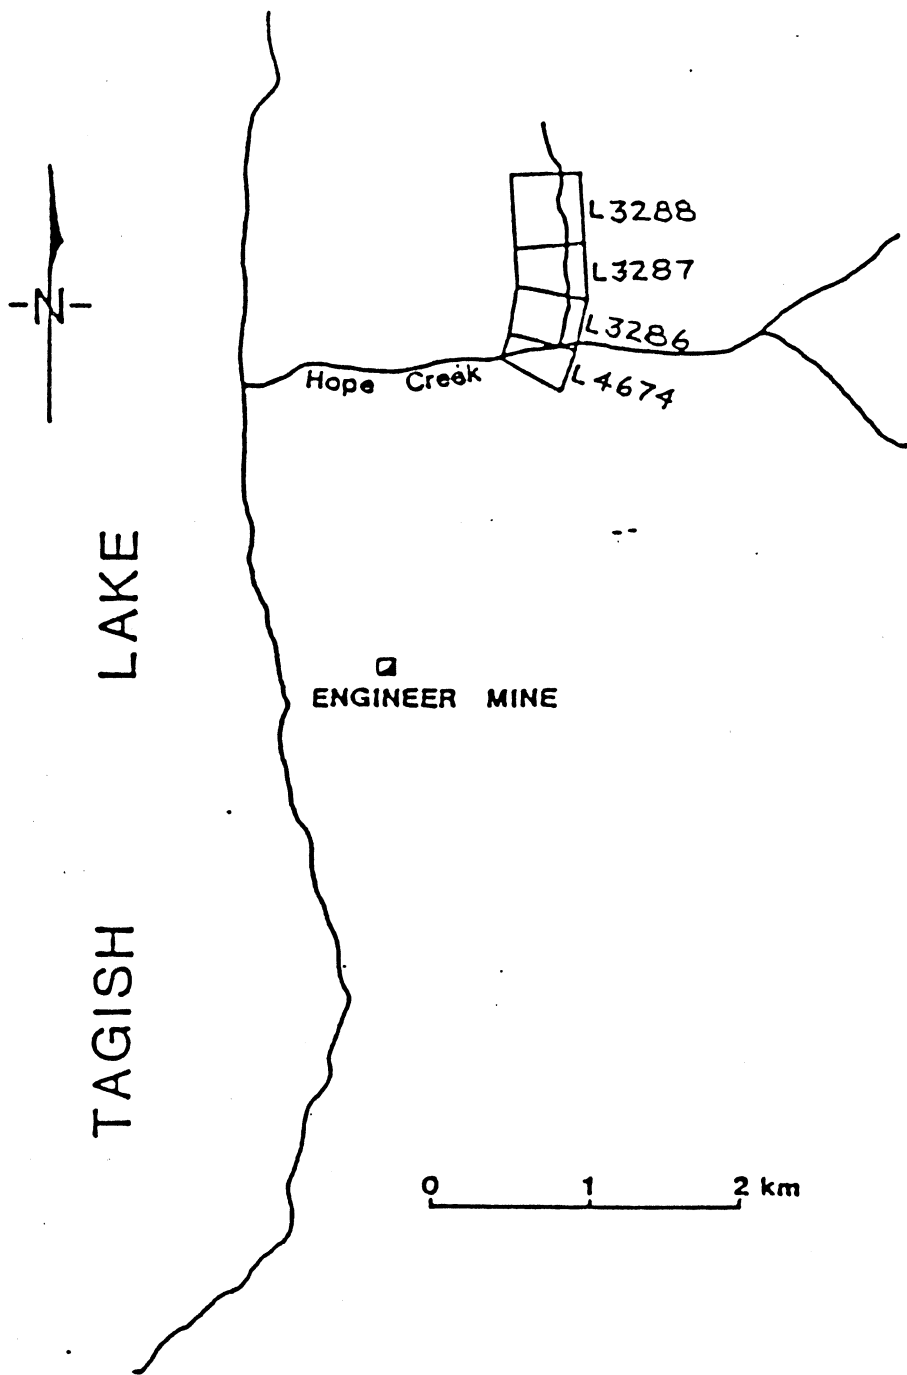 L3288
L3287
L3286
L4674
N
Hope Creek
TAGISH LAKE
ENGINEER MINE
0 1 2 km